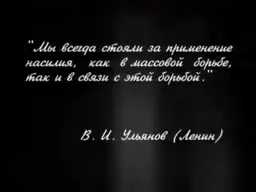 "Мы всегда стояли за применение
насилия, как в массовой борьбе,
так и в связи с этой борьбой."
В. И. Ульянов (Ленин)